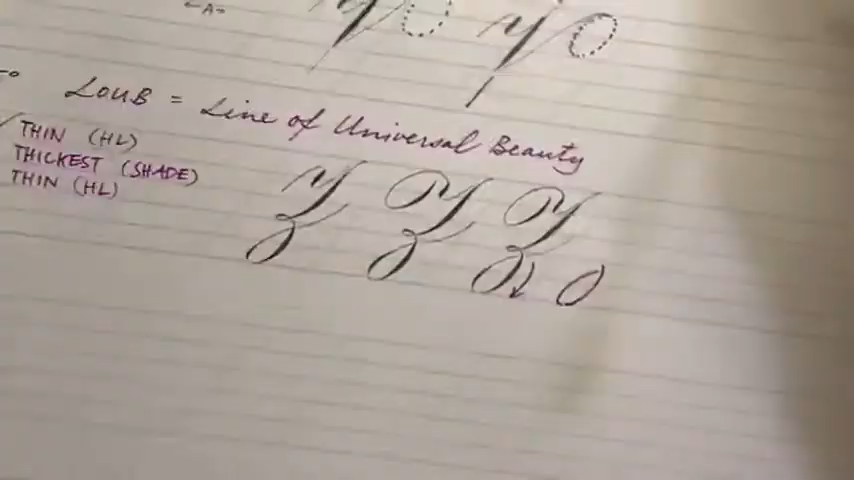 A
LOUB = Line of Universal Beauty
THIN (HL)
THICKEST (SHADE)
THIN (HL)
Z Z Z